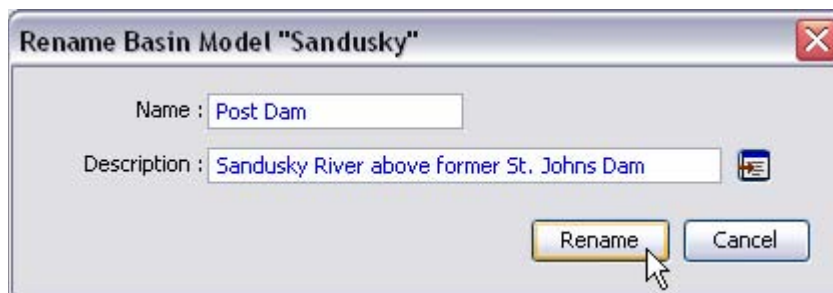 Rename Basin Model "Sandusky"
Name : Post Dam
Description : Sandusky River above former St. Johns Dam
Rename Cancel